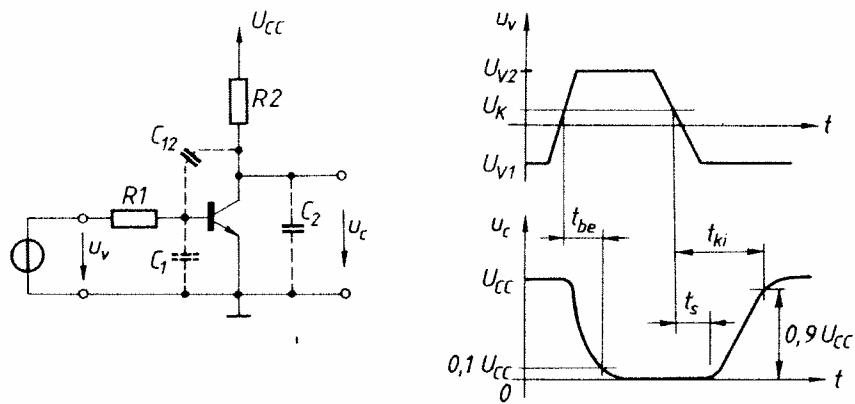 U_CC
R2
C_12
R1
u_v
C_1
C_2
u_c
u_v
U_V2
U_K
t
U_V1
t_be
t_ki
u_c
U_CC
t_s
0,9 U_CC
0,1 U_CC
0
t